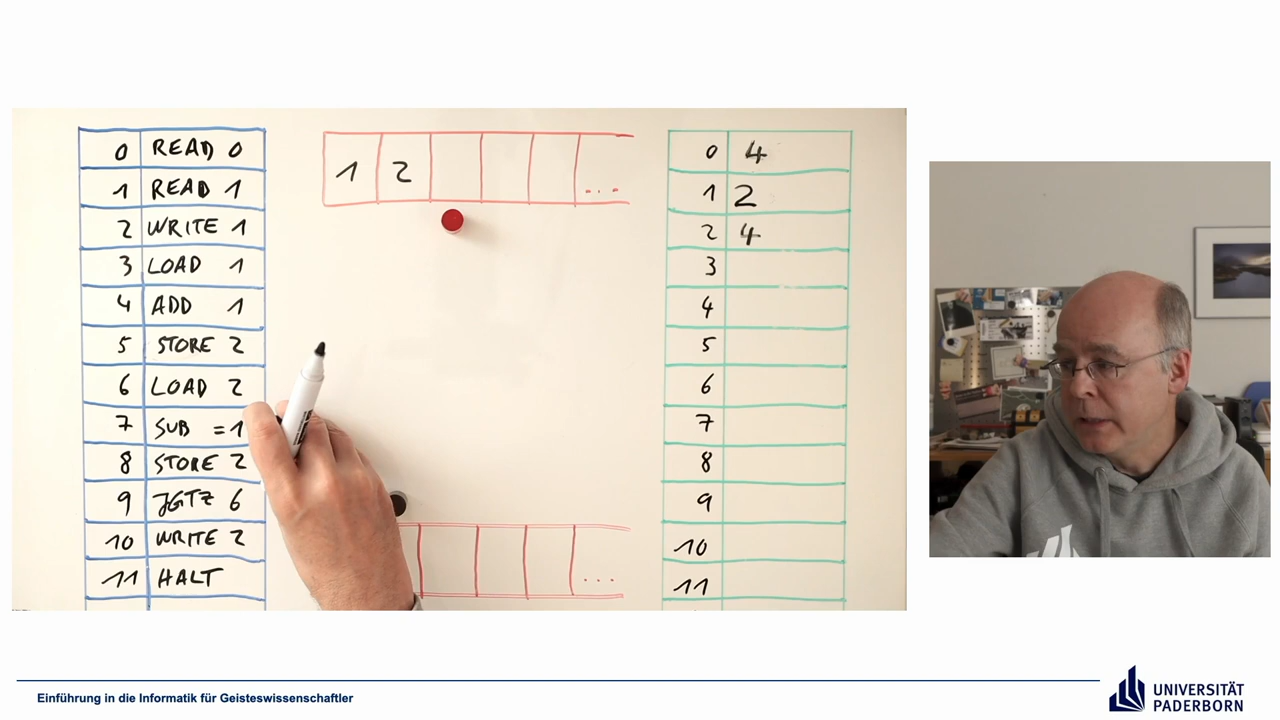 0 READ 0
1 READ 1
2 WRITE 1
3 LOAD 1
4 ADD 1
5 STORE 2
6 LOAD 2
7 SUB =1
8 STORE 2
9 JGTZ 6
10 WRITE 2
11 HALT
1 2 ...
...
0 4
1 2
2 4
3
4
5
6
7
8
9
10
11
Einführung in die Informatik für Geisteswissenschaftler
UNIVERSITÄT
PADERBORN